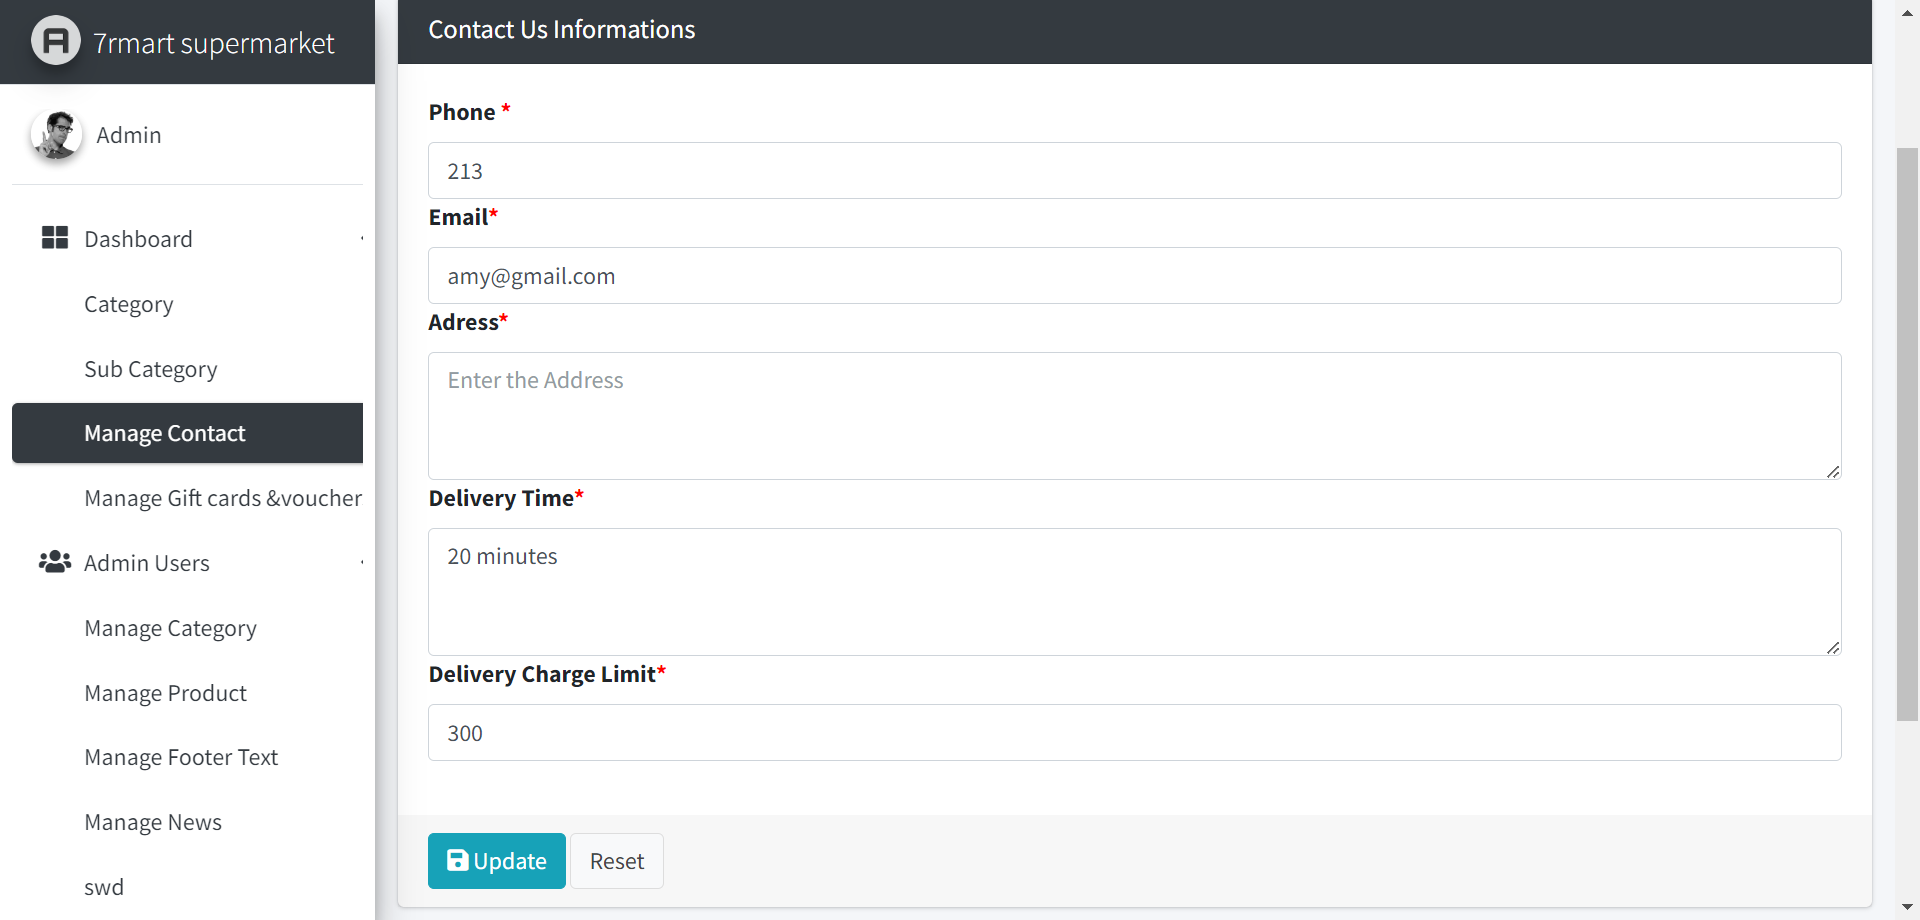 7rmart supermarket
Admin
Dashboard
Category
Sub Category
Manage Contact
Manage Gift cards &voucher
Admin Users
Manage Category
Manage Product
Manage Footer Text
Manage News
swd
Contact Us Informations
Phone *
213
Email*
amy@gmail.com
Adress*
Enter the Address
Delivery Time*
20 minutes
Delivery Charge Limit*
300
Update
Reset